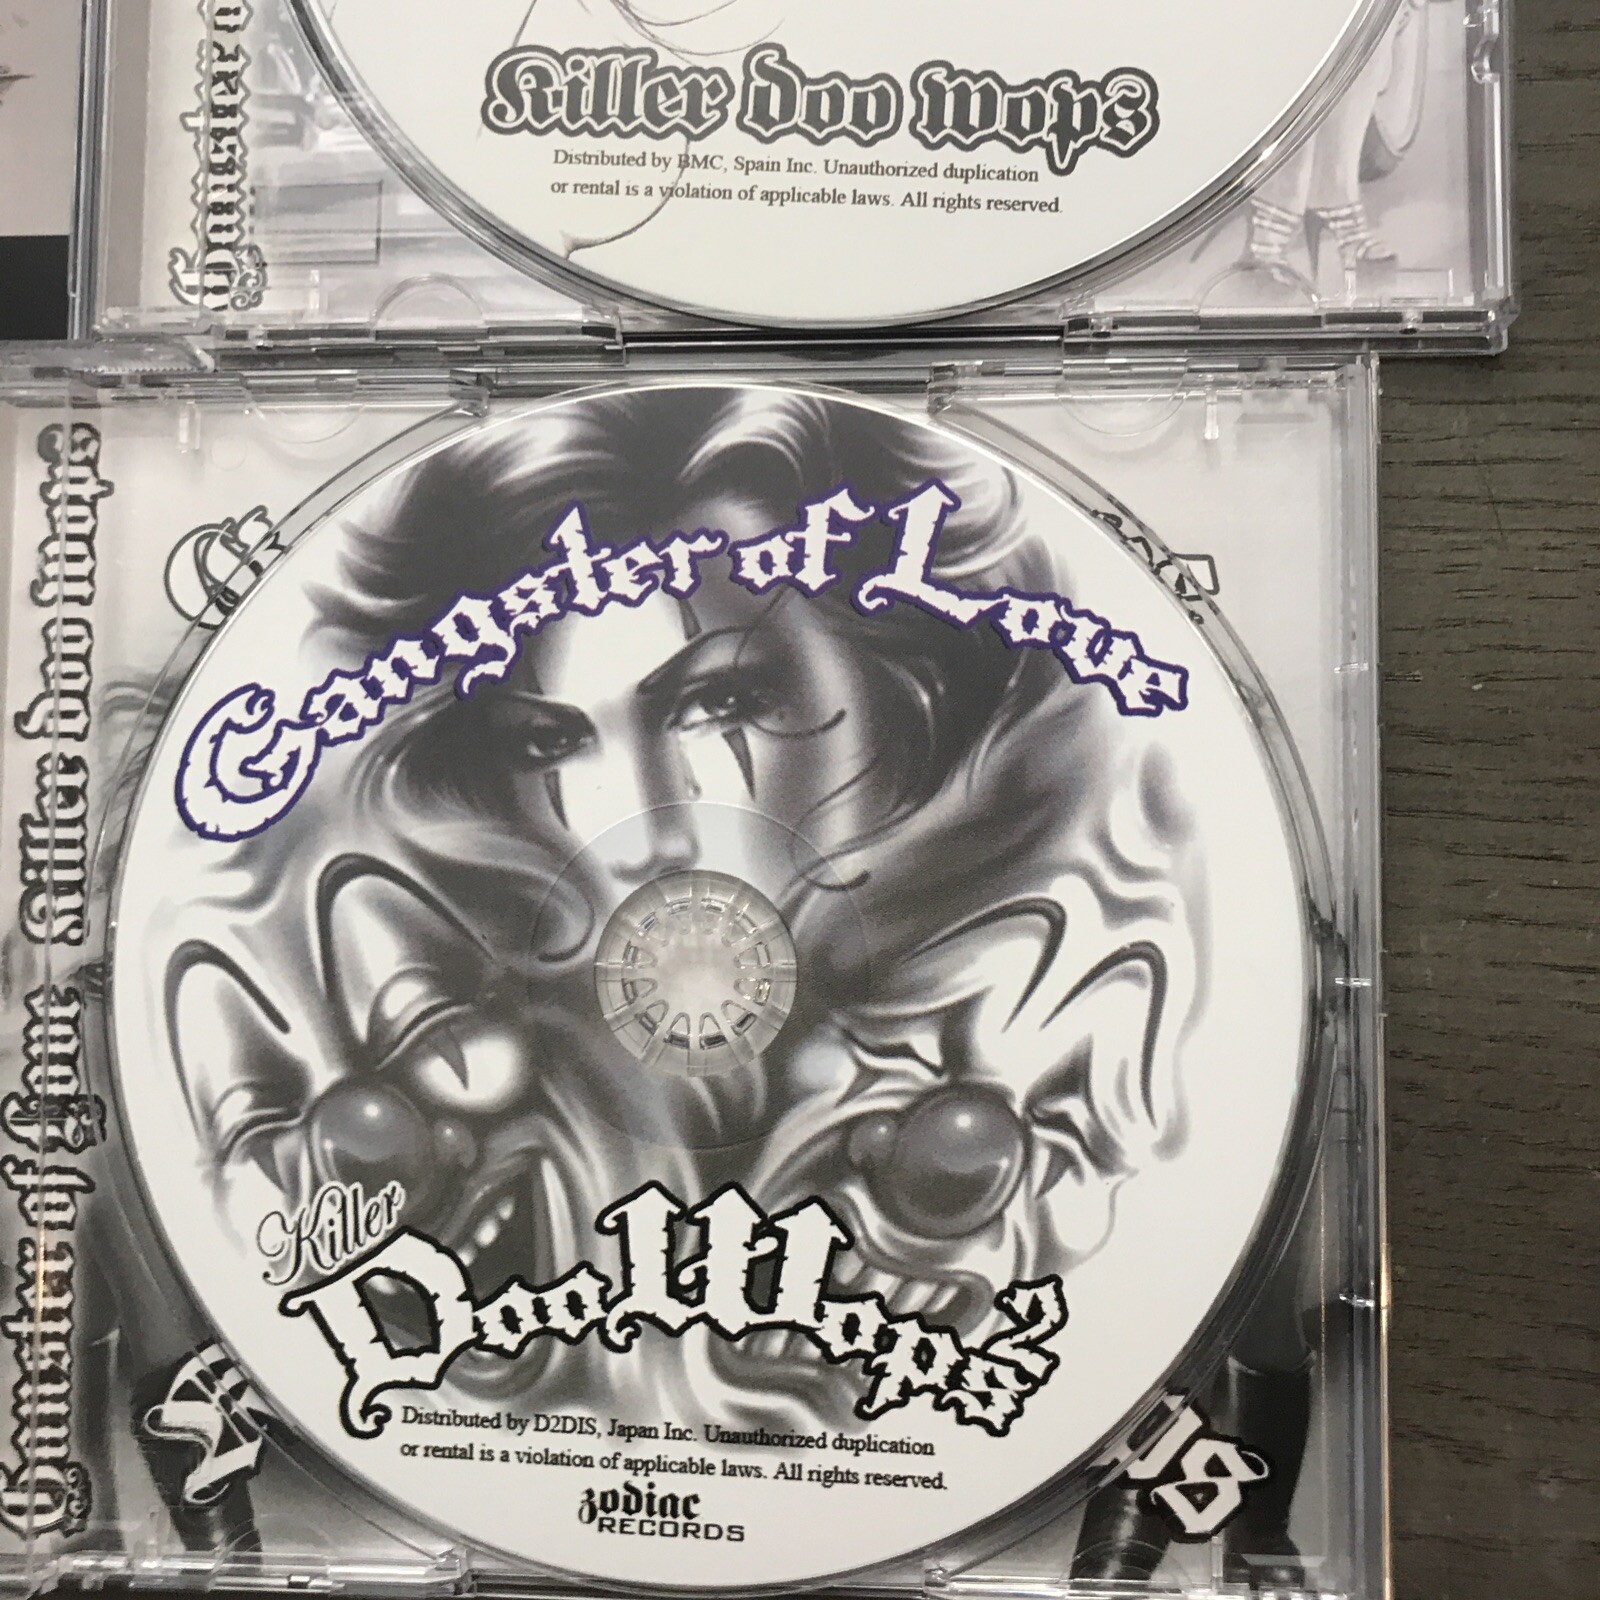 Killer doo wops
Distributed by BMC, Spain Inc. Unauthorized duplication
or rental is a violation of applicable laws. All rights reserved.
Gangster of Love Killer doo wops
Gangster of Love
Killer
Doo Wops 2
Distributed by D2DIS, Japan Inc. Unauthorized duplication
or rental is a violation of applicable laws. All rights reserved.
zodiac
RECORDS